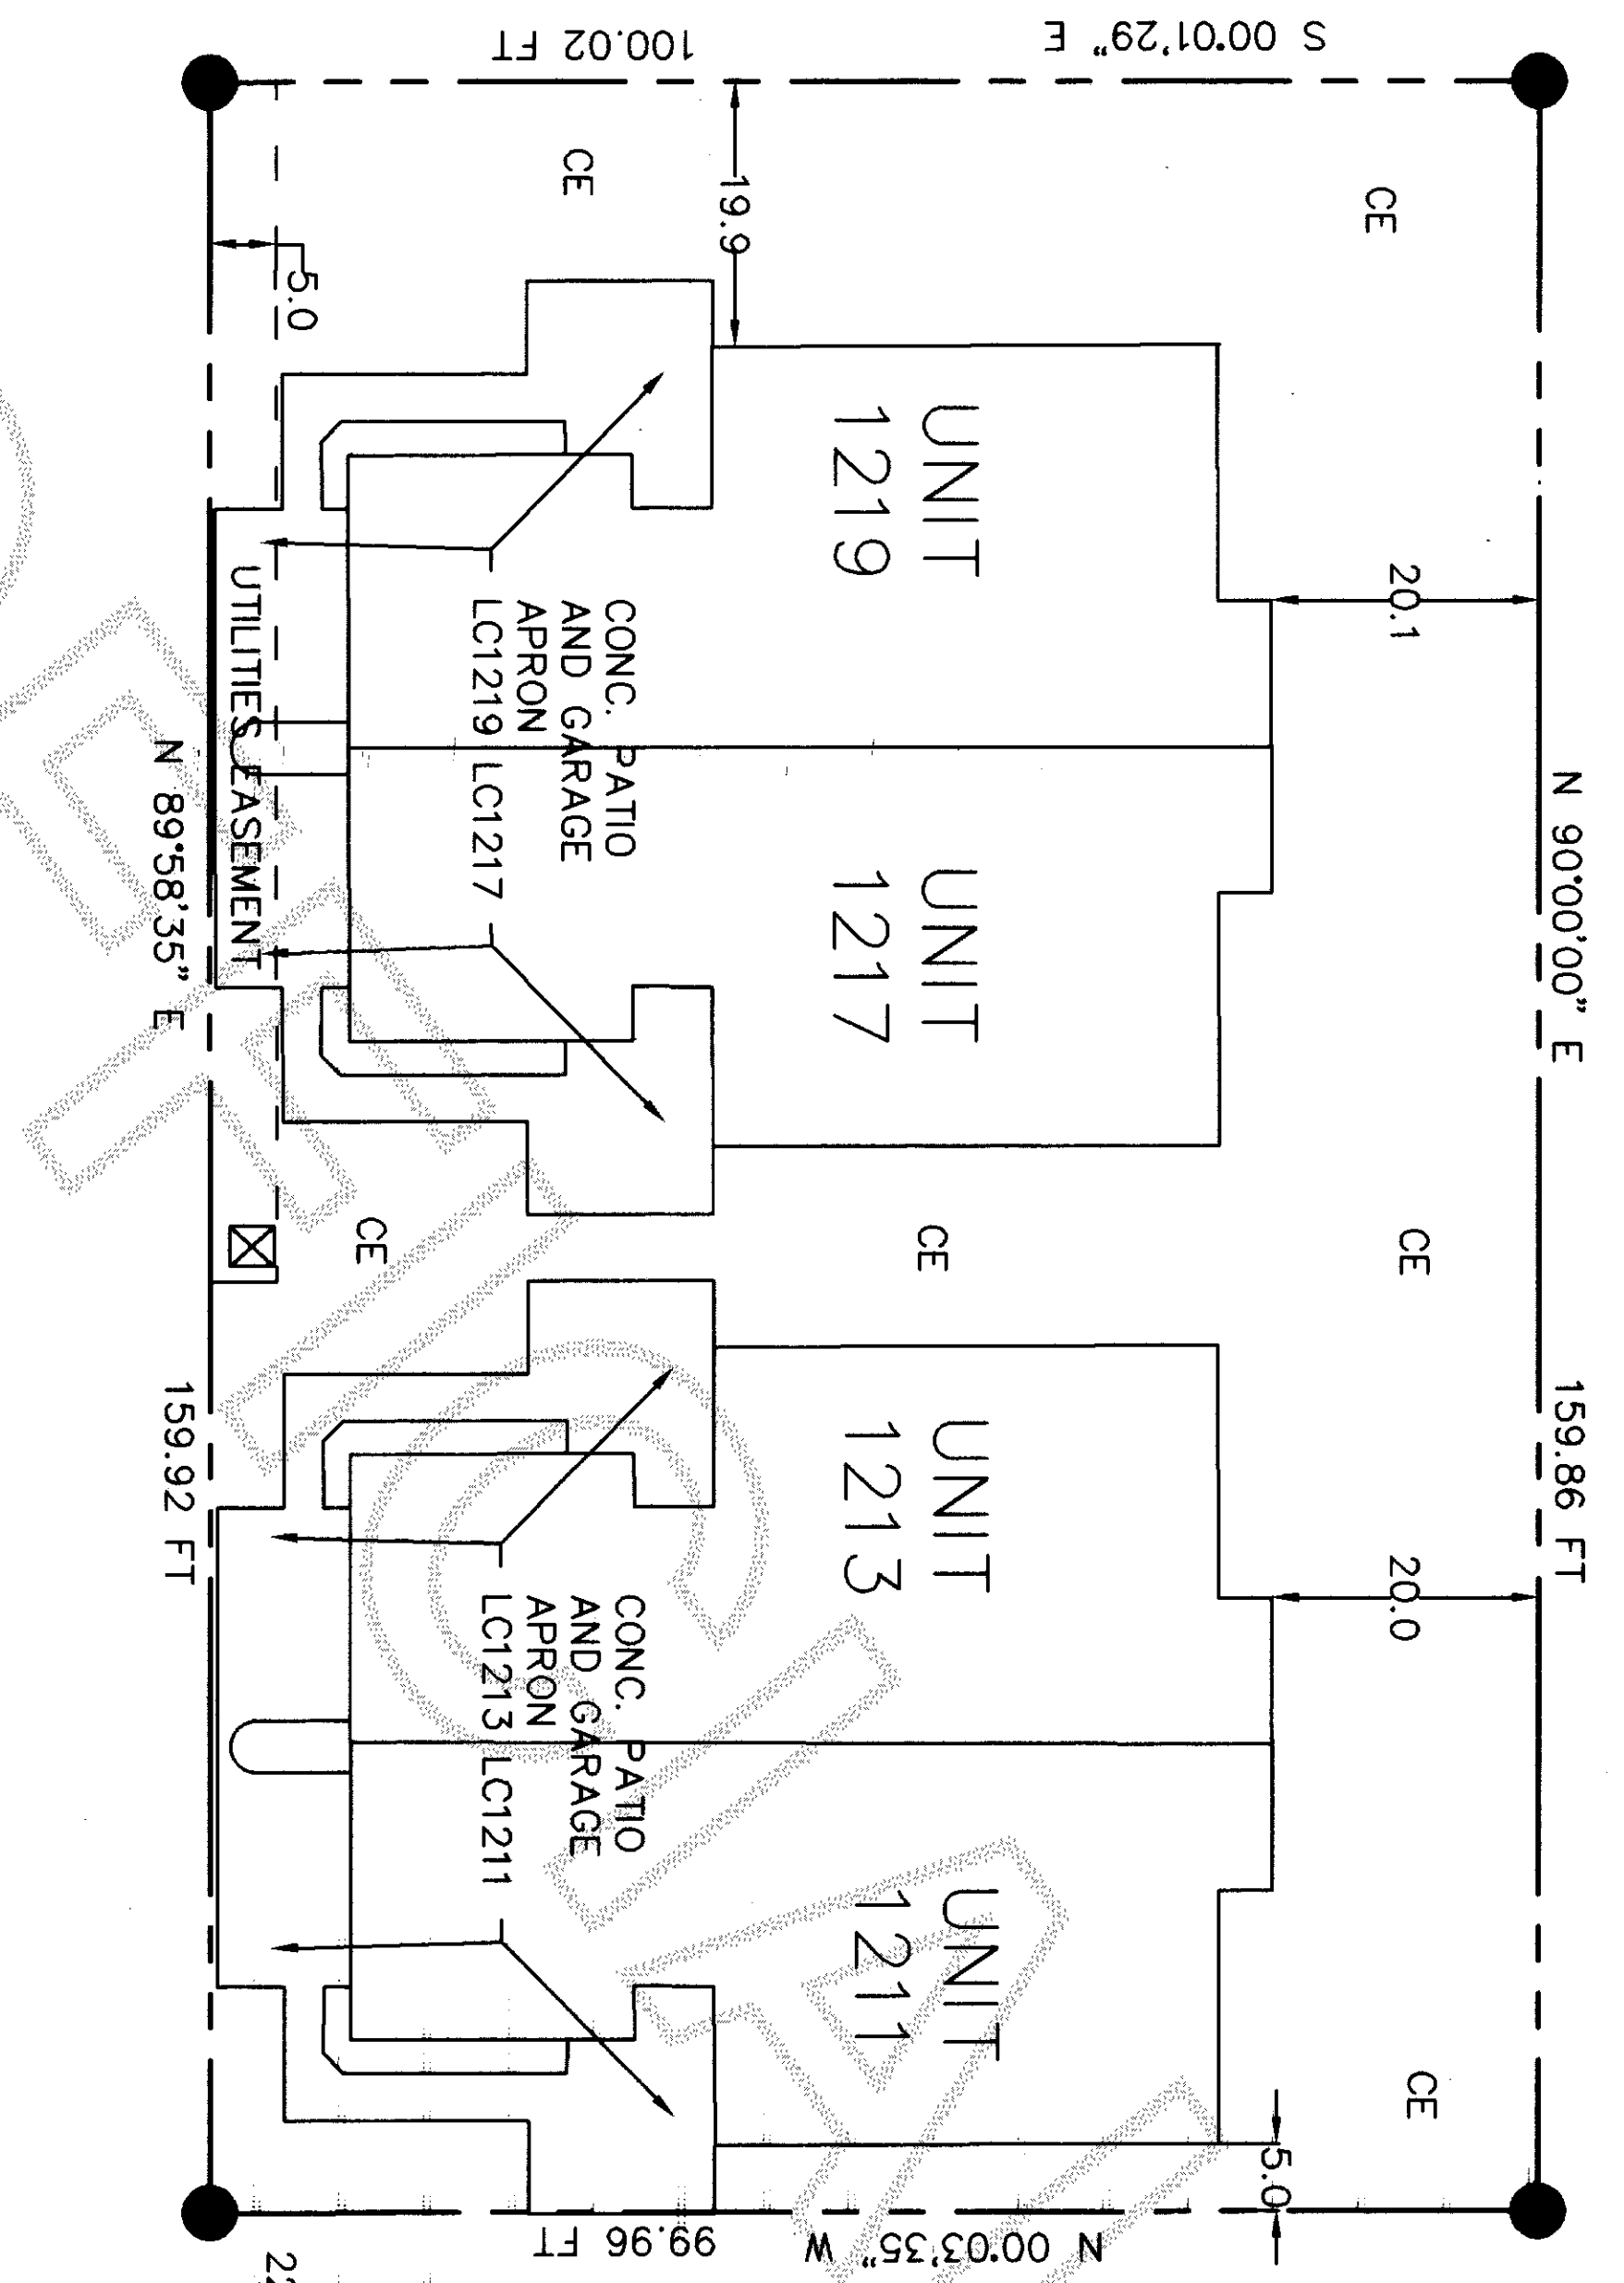 N 90°00'00" E
159.86 FT
S 00°01'29" E
100.02 FT
CE
20.1
CE
20.0
CE
5.0
CE
19.9
UNIT
1219
UNIT
1217
CE
UNIT
1213
UNIT
1211
CONC. PATIO
AND GARAGE
APRON
LC1219 LC1217
CONC. PATIO
AND GARAGE
APRON
LC1213 LC1211
CE
5.0
UTILITIES EASEMENT
N 89°58'35" E
159.92 FT
N 00°03'35" W
99.96 FT